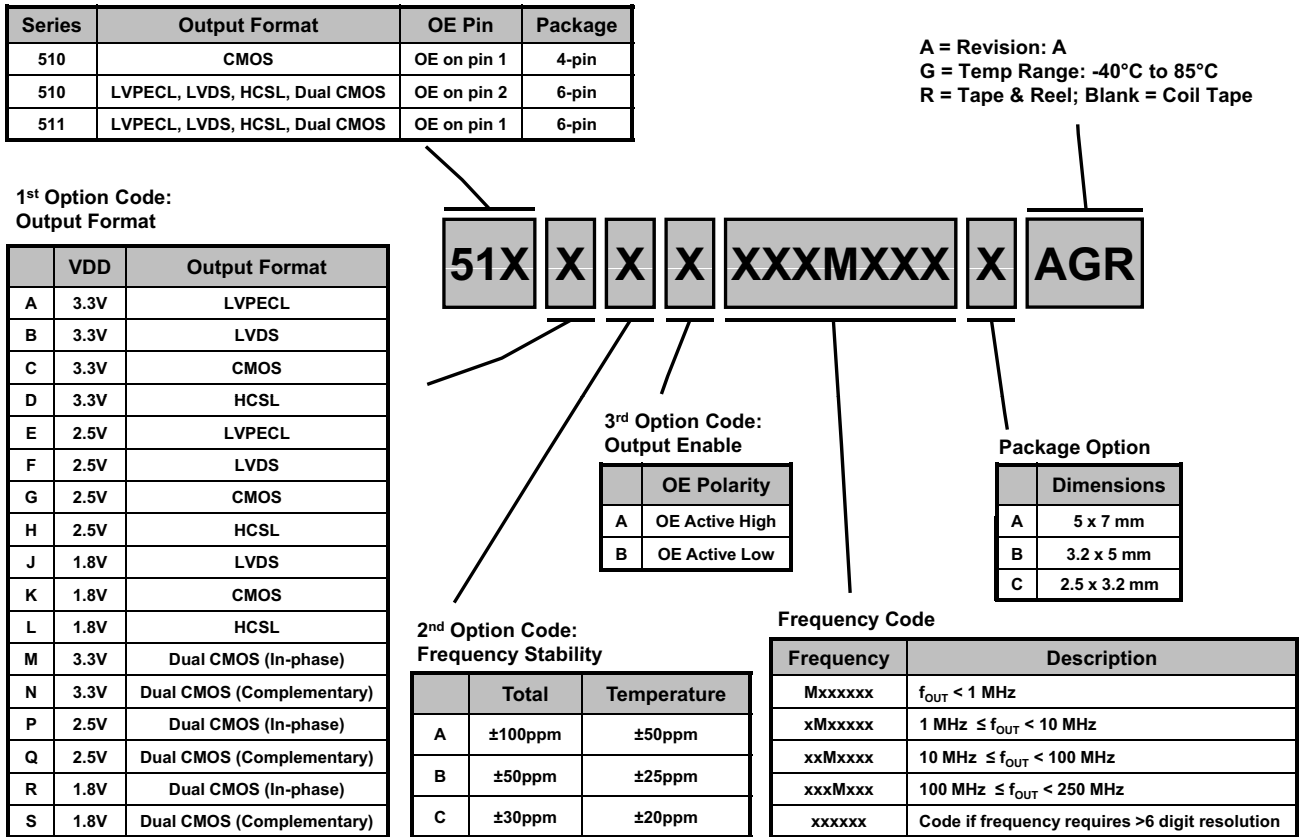 Series Output Format OE Pin Package
510 CMOS OE on pin 1 4-pin
510 LVPECL, LVDS, HCSL, Dual CMOS OE on pin 2 6-pin
511 LVPECL, LVDS, HCSL, Dual CMOS OE on pin 1 6-pin
A = Revision: A
G = Temp Range: -40°C to 85°C
R = Tape & Reel; Blank = Coil Tape
1st Option Code:
Output Format
51X X X X XXXMXXX X AGR
VDD Output Format
A 3.3V LVPECL
B 3.3V LVDS
C 3.3V CMOS
D 3.3V HCSL
E 2.5V LVPECL
F 2.5V LVDS
G 2.5V CMOS
H 2.5V HCSL
J 1.8V LVDS
K 1.8V CMOS
L 1.8V HCSL
M 3.3V Dual CMOS (In-phase)
N 3.3V Dual CMOS (Complementary)
P 2.5V Dual CMOS (In-phase)
Q 2.5V Dual CMOS (Complementary)
R 1.8V Dual CMOS (In-phase)
S 1.8V Dual CMOS (Complementary)
3rd Option Code:
Output Enable
OE Polarity
A OE Active High
B OE Active Low
Package Option
Dimensions
A 5 x 7 mm
B 3.2 x 5 mm
C 2.5 x 3.2 mm
2nd Option Code:
Frequency Stability
Total Temperature
A ±100ppm ±50ppm
B ±50ppm ±25ppm
C ±30ppm ±20ppm
Frequency Code
Frequency Description
Mxxxxxx fOUT < 1 MHz
xMxxxxx 1 MHz ≤ fOUT < 10 MHz
xxMxxxx 10 MHz ≤ fOUT < 100 MHz
xxxMxxx 100 MHz ≤ fOUT < 250 MHz
xxxxxx Code if frequency requires >6 digit resolution